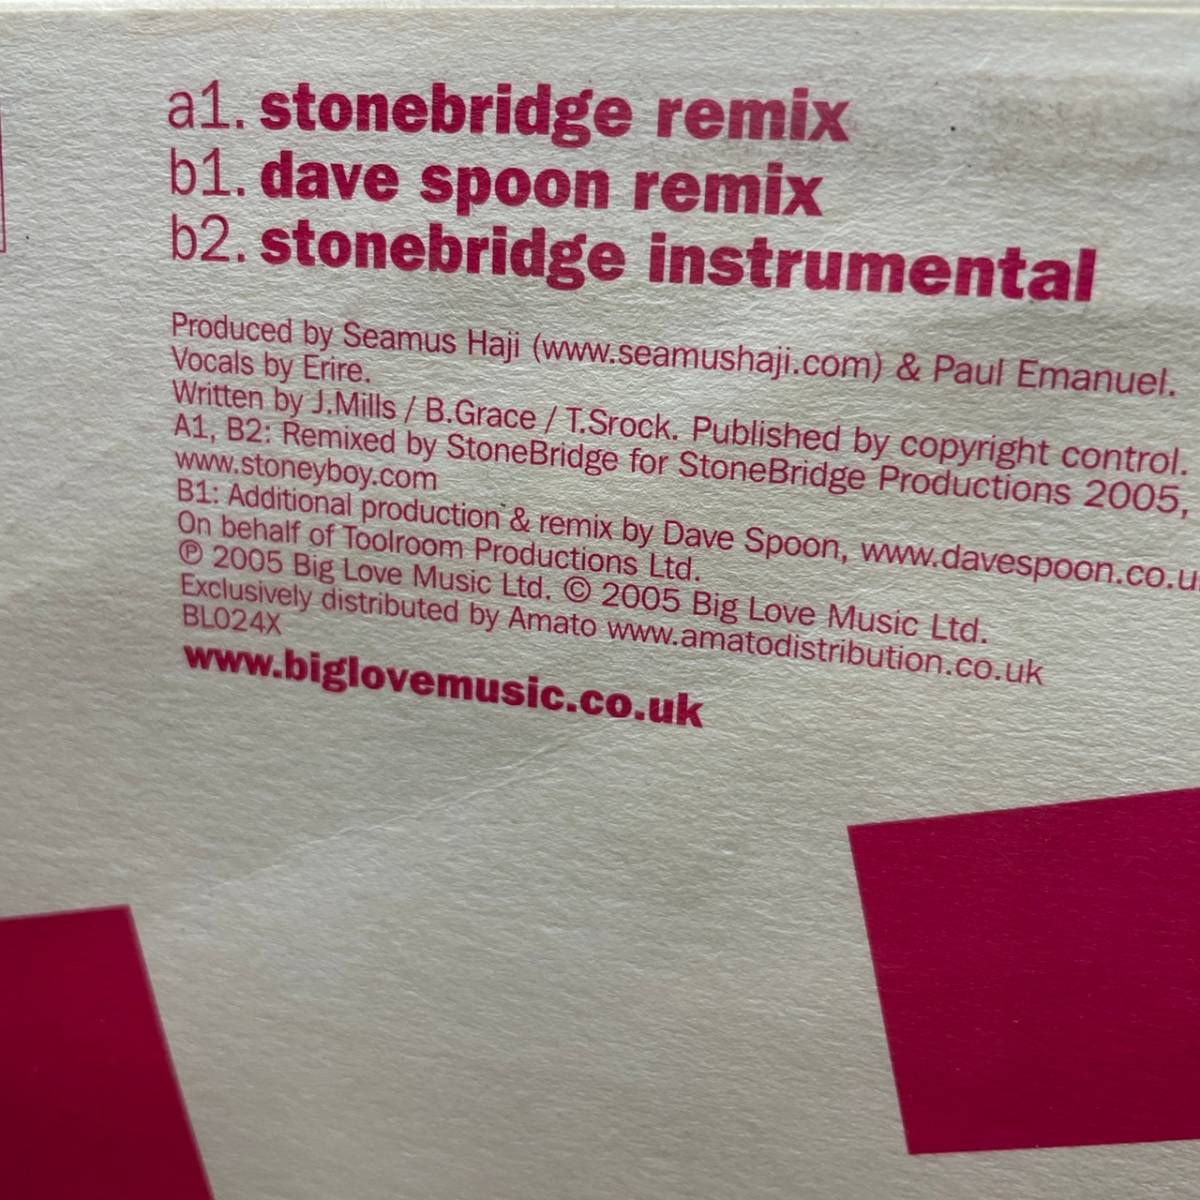 a1. stonebridge remix
b1. dave spoon remix
b2. stonebridge instrumental
Produced by Seamus Haji (www.seamushaji.com) & Paul Emanuel.
Vocals by Erire.
Written by J.Mills / B.Grace / T.Srock. Published by copyright control.
A1, B2: Remixed by StoneBridge for StoneBridge Productions 2005,
www.stoneyboy.com
B1: Additional production & remix by Dave Spoon, www.davespoon.co.u
On behalf of Toolroom Productions Ltd.
℗ 2005 Big Love Music Ltd. © 2005 Big Love Music Ltd.
Exclusively distributed by Amato www.amatodistribution.co.uk
BL024X
www.biglovemusic.co.uk